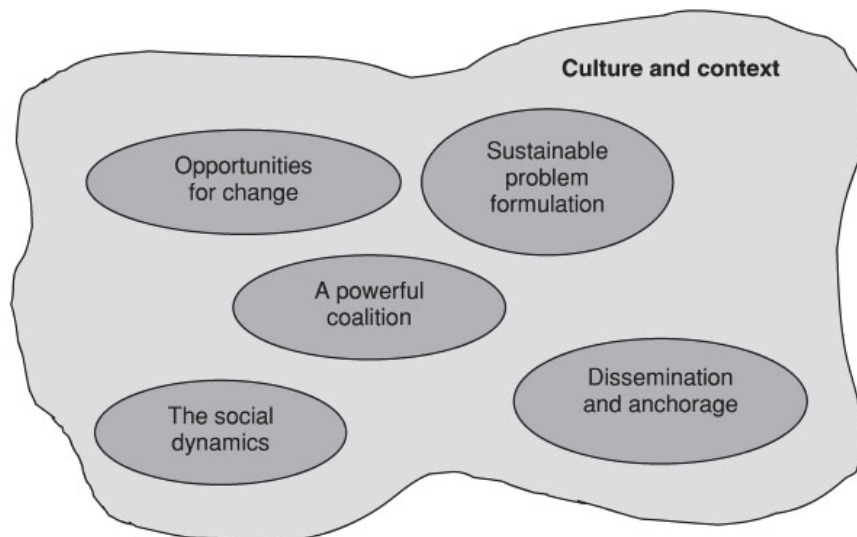 Culture and context
Opportunities
for change
Sustainable
problem
formulation
A powerful
coalition
The social
dynamics
Dissemination
and anchorage